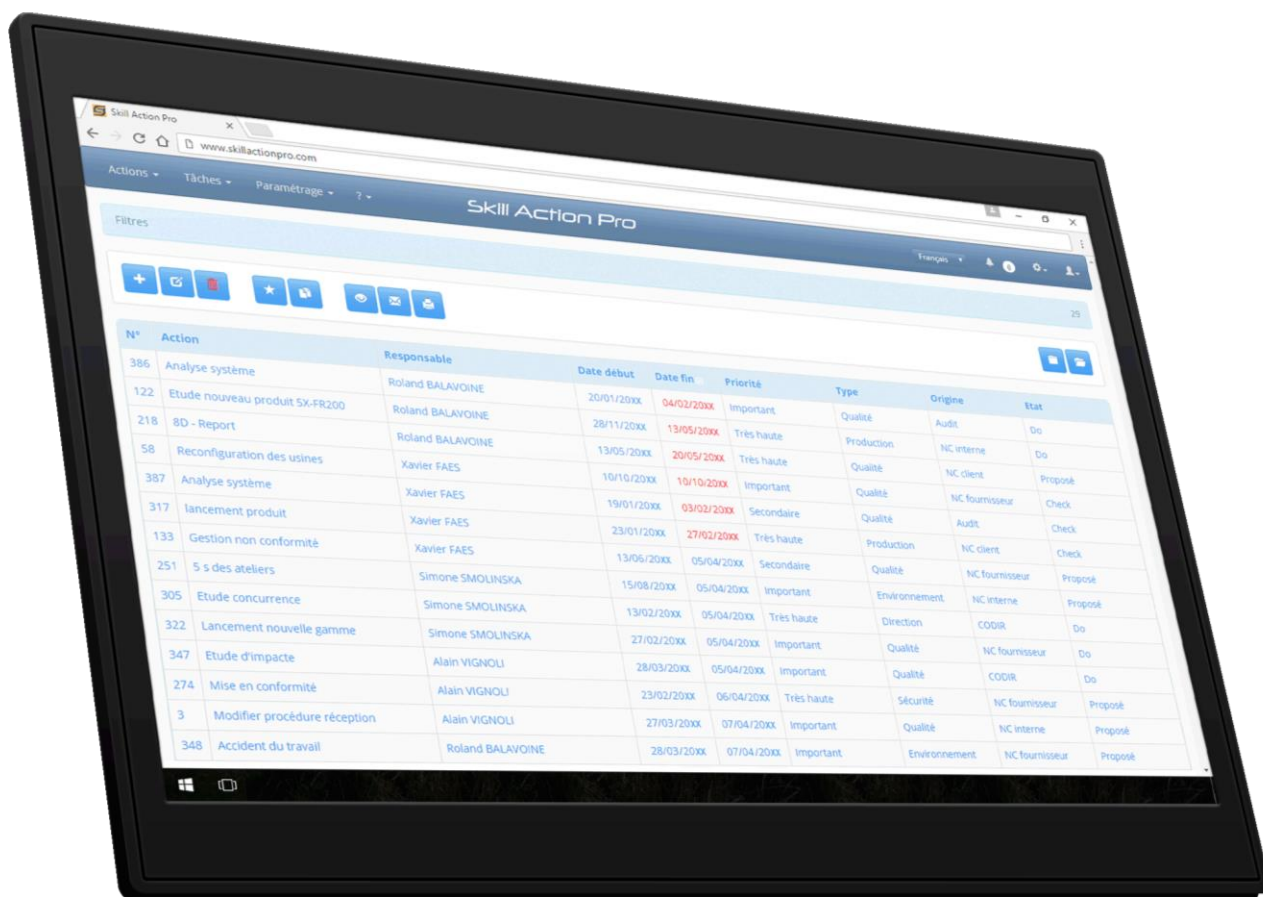 Skill Action Pro
www.skillactionpro.com
Actions Tâches Paramétrage ? Skill Action Pro Français
Filtres 29
N° Action Responsable Date début Date fin Priorité Type Origine Etat
386 Analyse système Roland BALAVOINE 20/01/20xx 04/02/20xx Important Qualité Audit Do
122 Etude nouveau produit SX-FR200 Roland BALAVOINE 28/11/20xx 13/05/20xx Très haute Production NC interne Do
218 8D - Report Roland BALAVOINE 13/05/20xx 20/05/20xx Très haute Qualité NC client Proposé
58 Reconfiguration des usines Xavier FAES 10/10/20xx 10/10/20xx Important Qualité NC fournisseur Check
387 Analyse système Xavier FAES 19/01/20xx 03/02/20xx Secondaire Qualité Audit Check
317 lancement produit Xavier FAES 23/01/20xx 27/02/20xx Très haute Production NC client Check
133 Gestion non conformité Xavier FAES 13/06/20xx 05/04/20xx Secondaire Qualité NC fournisseur Proposé
251 5 s des ateliers Simone SMOLINSKA 15/08/20xx 05/04/20xx Important Environnement NC interne Proposé
305 Etude concurrence Simone SMOLINSKA 13/02/20xx 05/04/20xx Très haute Direction CODIR Do
322 Lancement nouvelle gamme Simone SMOLINSKA 27/02/20xx 05/04/20xx Important Qualité NC fournisseur Do
347 Etude d'impacte Alain VIGNOLI 28/03/20xx 05/04/20xx Important Qualité CODIR Do
274 Mise en conformité Alain VIGNOLI 23/02/20xx 06/04/20xx Très haute Sécurité NC fournisseur Proposé
3 Modifier procédure réception Alain VIGNOLI 27/03/20xx 07/04/20xx Important Qualité NC interne Proposé
348 Accident du travail Roland BALAVOINE 28/03/20xx 07/04/20xx Important Environnement NC fournisseur Proposé